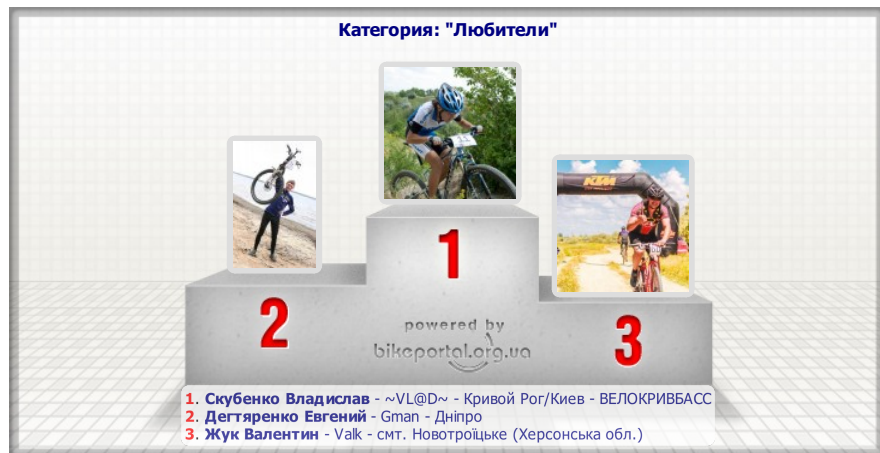 Категория: "Любители"
KTM
1
2
3
powered by
bikeportal.org.ua
1. Скубенко Владислав - ~VL@D~ - Кривой Рог/Киев - ВЕЛОКРИВБАСС
2. Дегтяренко Евгений - Gman - Дніпро
3. Жук Валентин - Valk - смт. Новотроїцьке (Херсонська обл.)